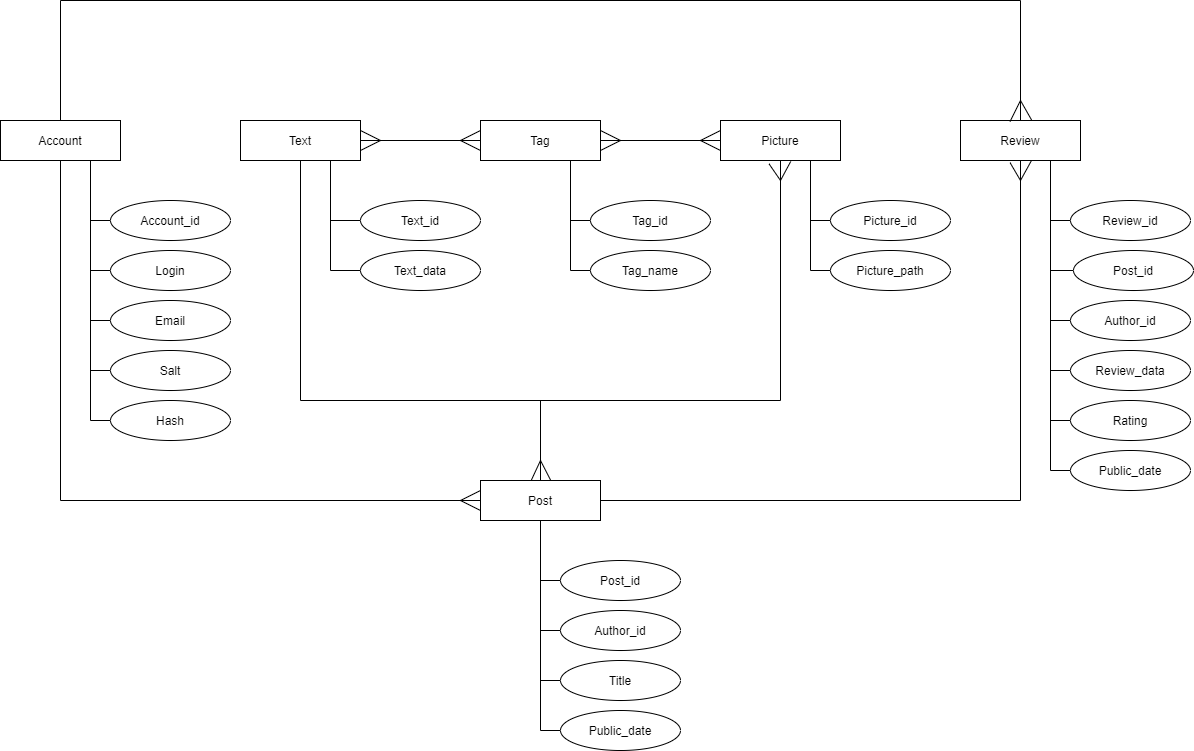 Account
Text
Tag
Picture
Review
Account_id
Login
Email
Salt
Hash
Text_id
Text_data
Tag_id
Tag_name
Picture_id
Picture_path
Review_id
Post_id
Author_id
Review_data
Rating
Public_date
Post
Post_id
Author_id
Title
Public_date